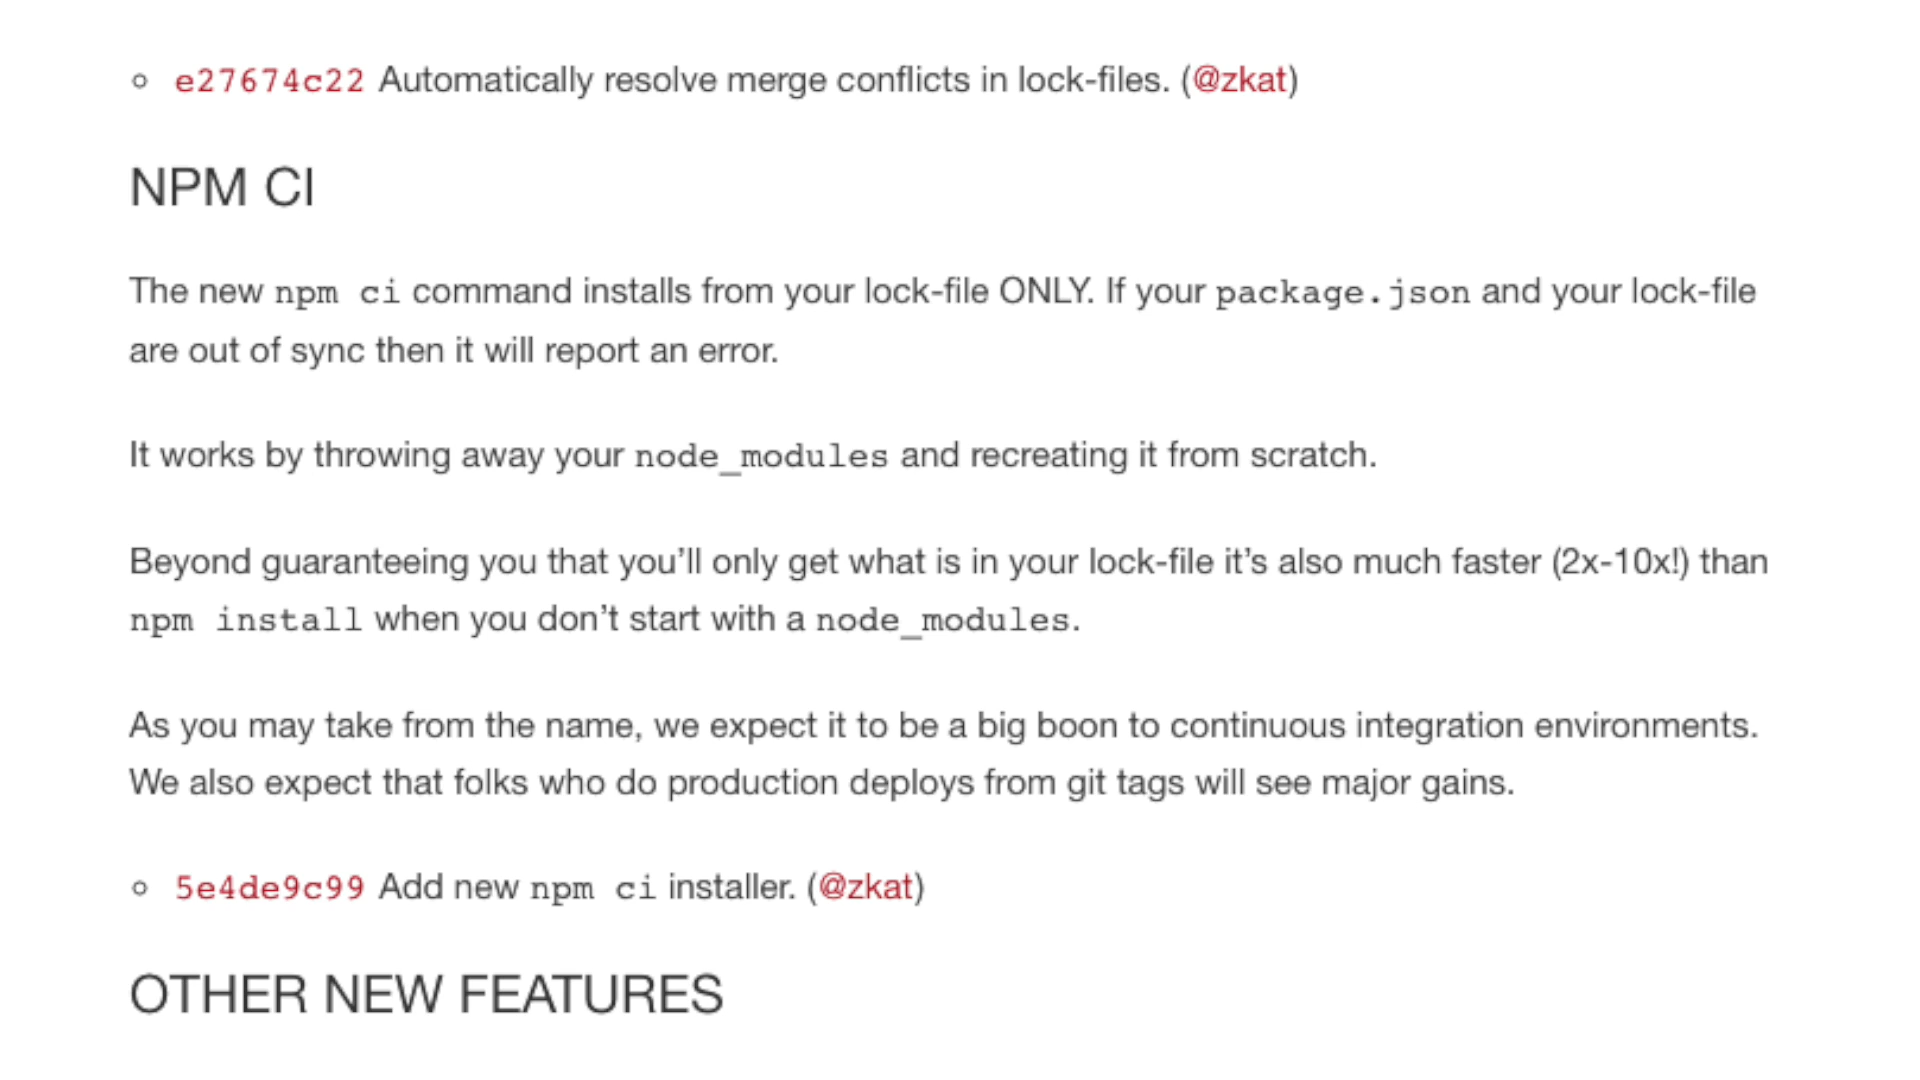 e27674c22 Automatically resolve merge conflicts in lock-files. (@zkat)
NPM CI
The new npm ci command installs from your lock-file ONLY. If your package.json and your lock-file
are out of sync then it will report an error.
It works by throwing away your node_modules and recreating it from scratch.
Beyond guaranteeing you that you’ll only get what is in your lock-file it’s also much faster (2x-10x!) than
npm install when you don’t start with a node_modules.
As you may take from the name, we expect it to be a big boon to continuous integration environments.
We also expect that folks who do production deploys from git tags will see major gains.
5e4de9c99 Add new npm ci installer. (@zkat)
OTHER NEW FEATURES